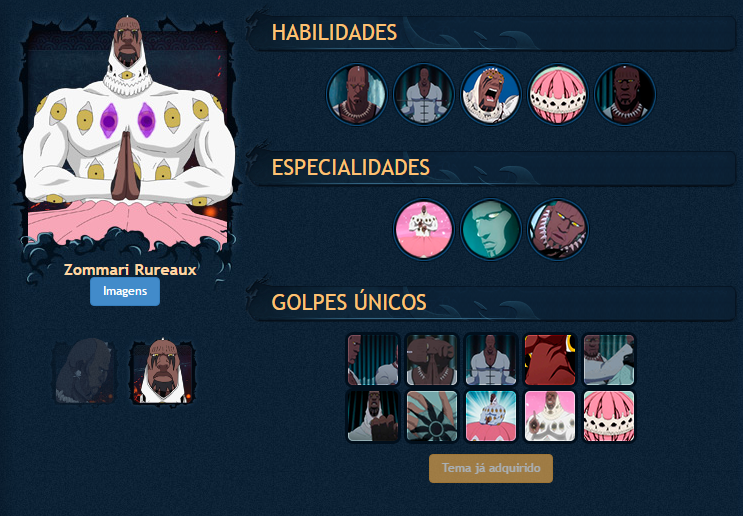 HABILIDADES
ESPECIALIDADES
Zommari Rureaux
Imagens
GOLPES ÚNICOS
Tema já adquirido